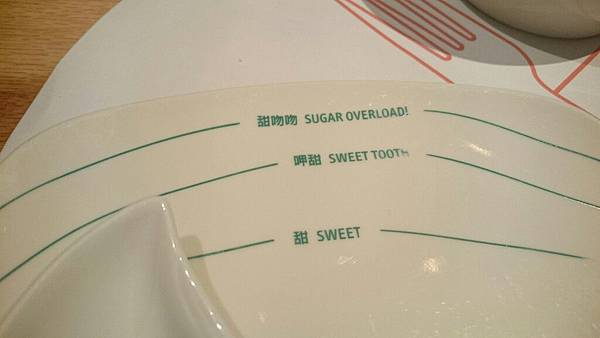 甜吻吻 SUGAR OVERLOAD!
呷甜 SWEET TOOTH
甜 SWEET